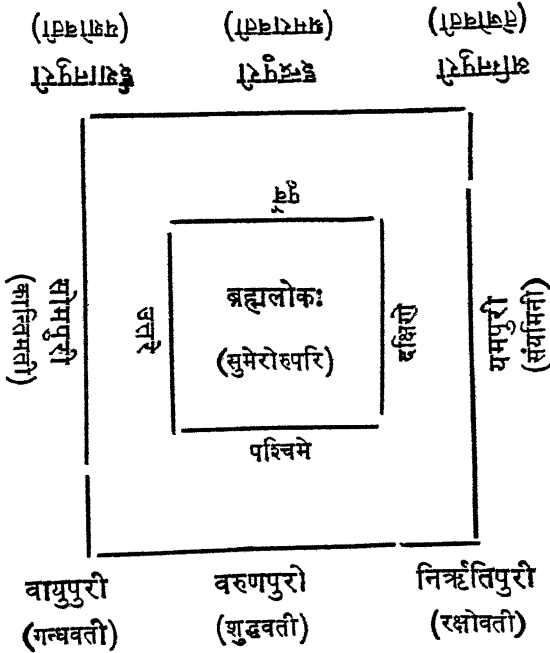 ईशानपुरी
(यशोवती)
इन्द्रपुरी
(अमरावती)
अग्निपुरी
(तेजोवती)
पूर्वे
सोमपुरी
(कान्तिमती)
उत्तरे
ब्रह्मलोकः
(सुमेरोरुपरि)
दक्षिणे
यमपुरी
(संयमिनी)
पश्चिमे
वायुपुरी
(गन्धवती)
वरुणपुरी
(शुद्धवती)
निर्ऋतिपुरी
(रक्षोवती)